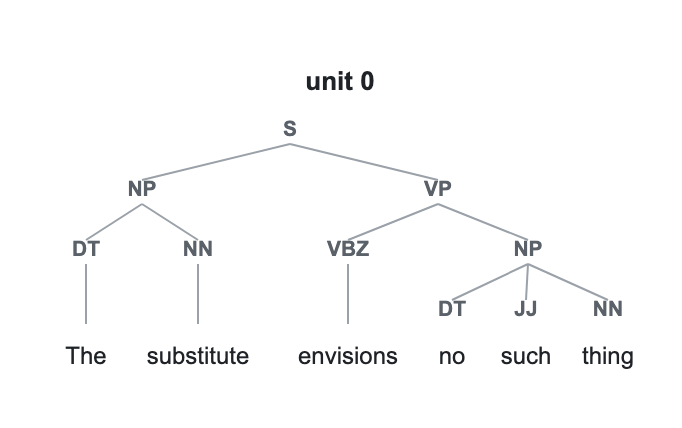 unit 0
S
NP VP
DT NN VBZ NP
DT JJ NN
The substitute envisions no such thing